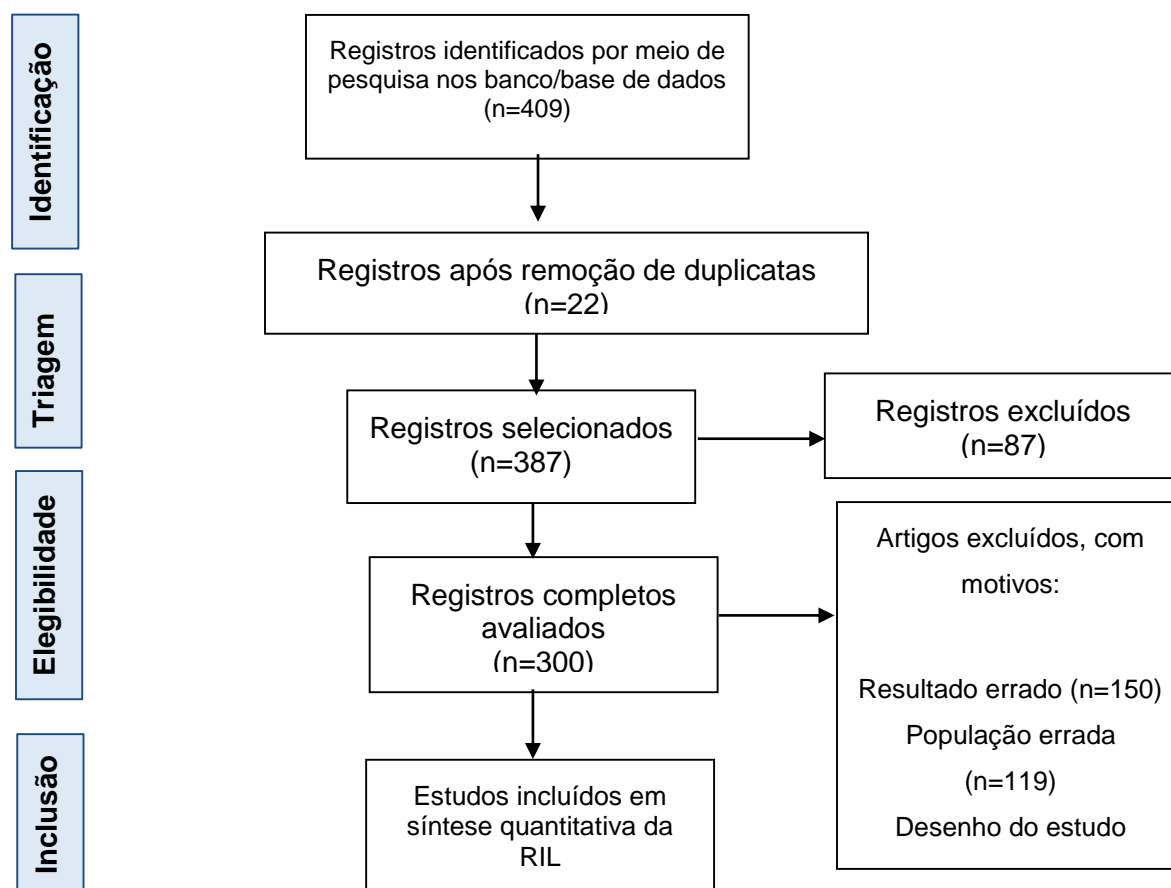 Identificação
Registros identificados por meio de
pesquisa nos banco/base de dados
(n=409)
Registros após remoção de duplicatas
(n=22)
Triagem
Registros selecionados
(n=387)
Registros excluídos
(n=87)
Elegibilidade
Registros completos
avaliados
(n=300)
Artigos excluídos, com
motivos:
Resultado errado (n=150)
População errada
(n=119)
Desenho do estudo
Inclusão
Estudos incluídos em
síntese quantitativa da
RIL